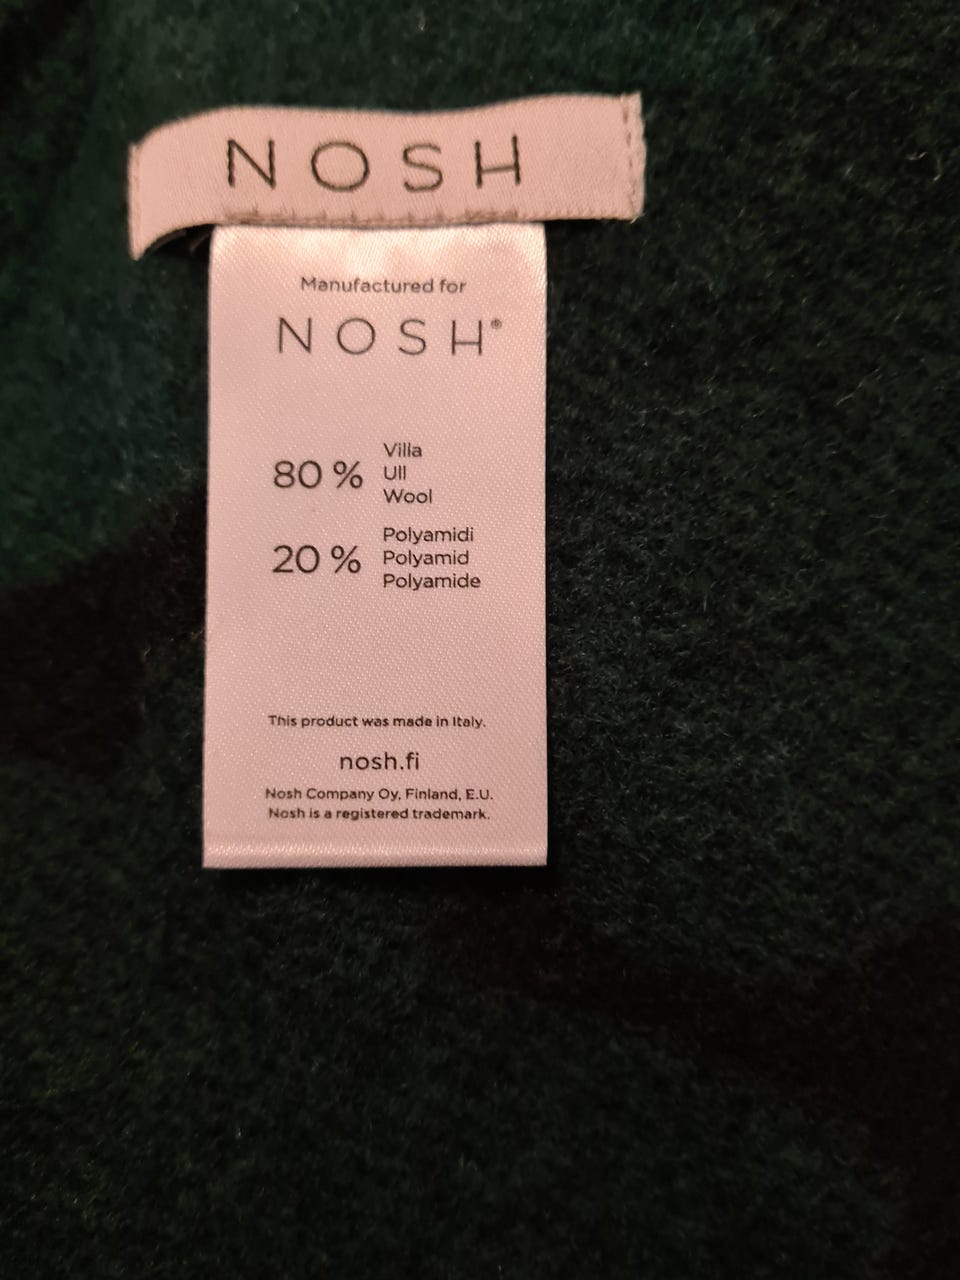 NOSH
Manufactured for
NOSH®
80 %
Villa
Ull
Wool
20 %
Polyamidi
Polyamid
Polyamide
This product was made in Italy.
nosh.fi
Nosh Company Oy, Finland, E.U.
Nosh is a registered trademark.